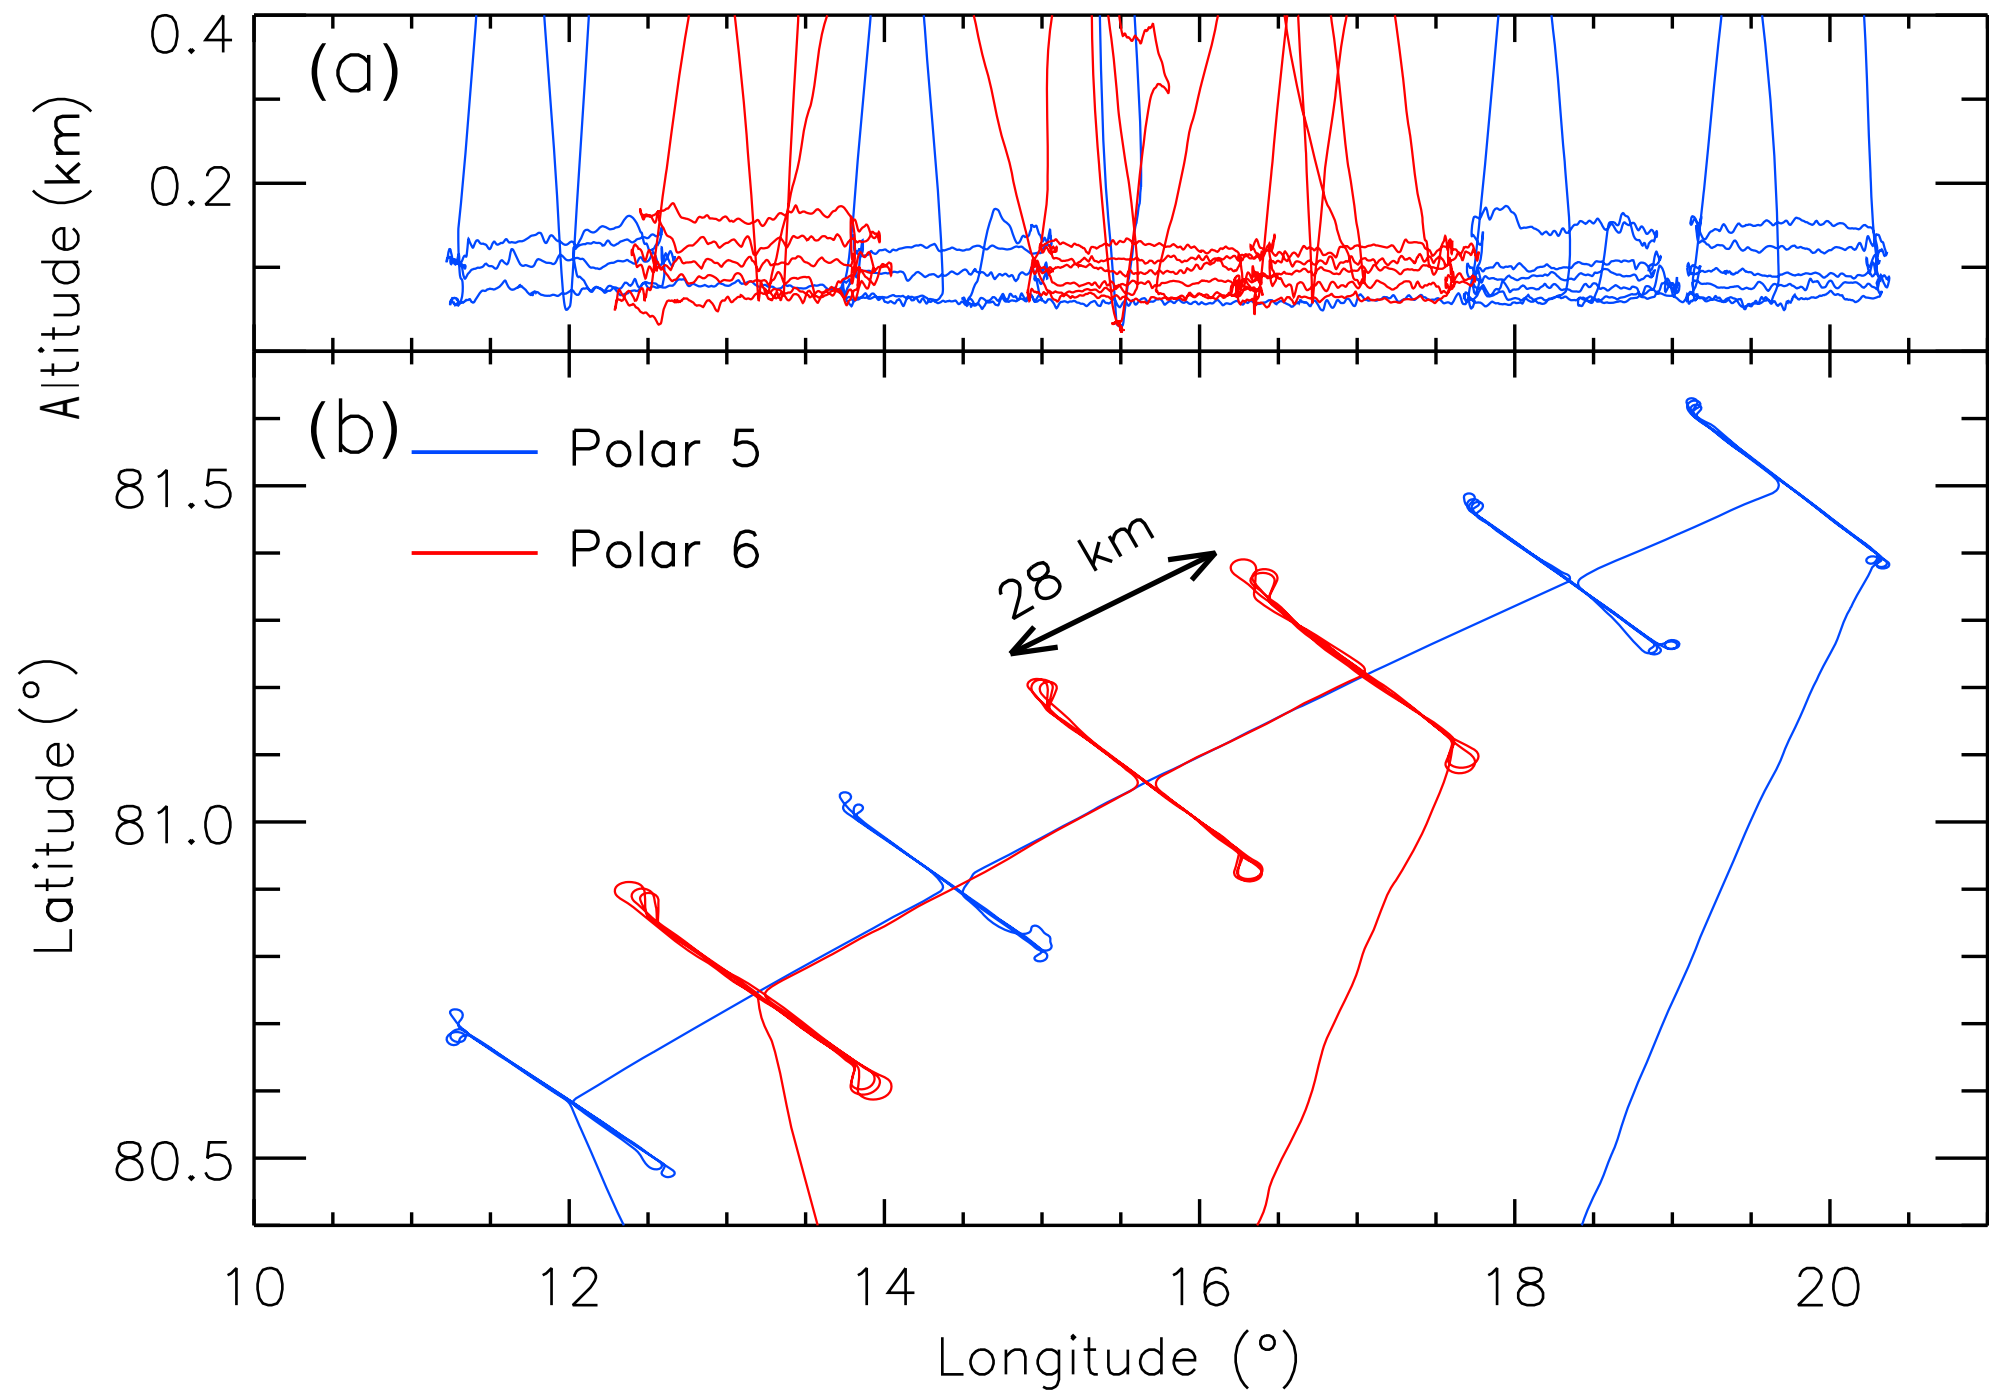 0.4
(a)
0.2
Altitude (km)
(b)
Polar 5
81.5
Polar 6
28 km
81.0
Latitude (°)
80.5
10 12 14 16 18 20
Longitude (°)